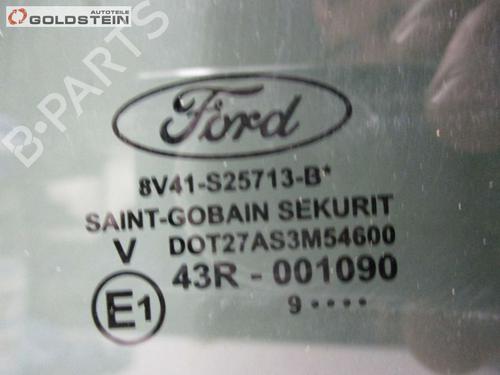 AUTOTEILE
GOLDSTEIN
B-PARTS
Ford
8V41-S25713-B*
SAINT-GOBAIN SEKURIT
V DOT27AS3M54600
43R - 001090
E1
9 ••••